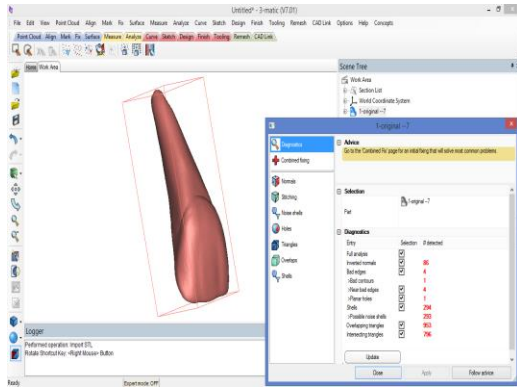 Untitled* - 3-matic (V7.01)
File Edit View Point Cloud Align Mark Fix Surface Measure Analyze Curve Sketch Design Finish Tooling Remesh CAD Link Options Help Concepts
Point Cloud Align Mark Fix Surface Measure Analyze Curve Sketch Design Finish Tooling Remesh CAD Link
Home Work Area
Scene Tree
Work Area
Section List
World Coordinate System
1-original --7
1-original --7
Diagnostics
Combined fixing
Normals
Stitching
Noise shells
Holes
Triangles
Overlaps
Shells
Advice
Go to the 'Combined Fix' page for an initial fixing that will solve most common problems.
Selection
Part 1-original --7
Diagnostics
Entry Selection # detected
Full analysis
Inverted normals 86
Bad edges 4
>Bad contours 1
>Near bad edges 4
>Planar holes 1
Shells 294
>Possible noise shells 293
Overlapping triangles 953
Intersecting triangles 796
Update
Close Apply Follow advice
Logger
Performed operation: Import STL
Rotate Shortcut Key: <Right Mouse> Button
Ready Expert mode: OFF